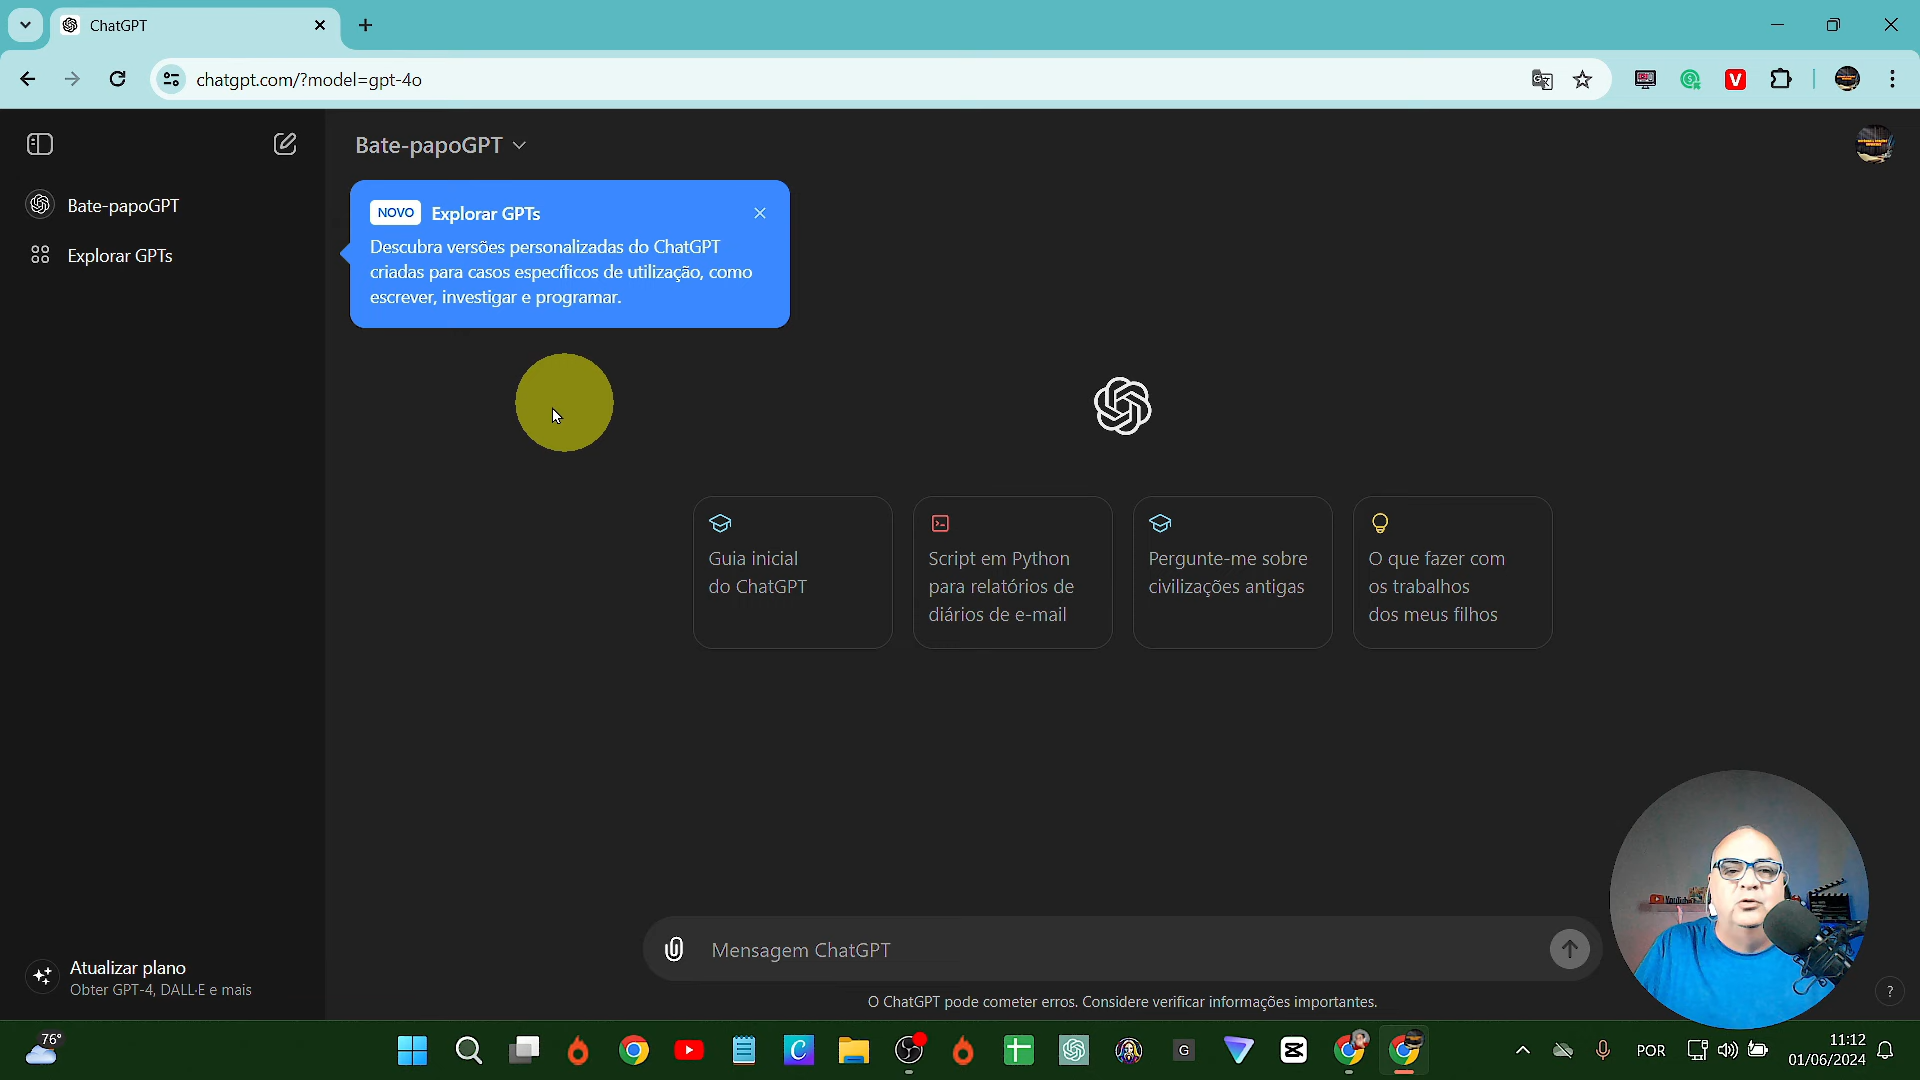 ChatGPT
chatgpt.com/?model=gpt-4o
Bate-papoGPT
Bate-papoGPT
Explorar GPTs
NOVO Explorar GPTs
Descubra versões personalizadas do ChatGPT
criadas para casos específicos de utilização, como
escrever, investigar e programar.
Guia inicial
do ChatGPT
Script em Python
para relatórios de
diários de e-mail
Pergunte-me sobre
civilizações antigas
O que fazer com
os trabalhos
dos meus filhos
Atualizar plano
Obter GPT-4, DALL·E e mais
Mensagem ChatGPT
O ChatGPT pode cometer erros. Considere verificar informações importantes.
?
YouTube
76°
POR
11:12
01/06/2024